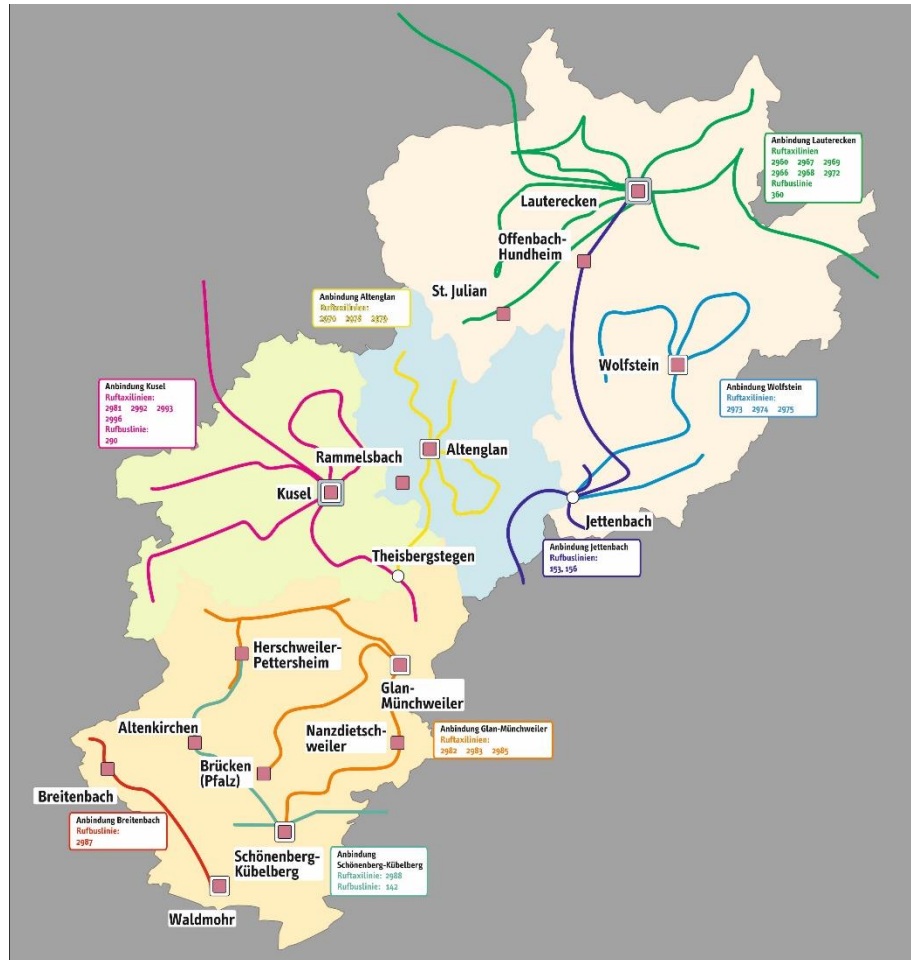 Anbindung Lauterecken
Ruftaxilinien
2960 2967 2969
2966 2968 2972
Rufbuslinie
360
Lauterecken
Offenbach-
Hundheim
St. Julian
Anbindung Altenglan
Ruftaxilinien:
2970 2978 2979
Wolfstein
Anbindung Wolfstein
Ruftaxilinien:
2973 2974 2975
Anbindung Kusel
Ruftaxilinien:
2981 2992 2993
2996
Rufbuslinie:
290
Rammelsbach
Altenglan
Kusel
Jettenbach
Anbindung Jettenbach
Rufbuslinien:
153, 156
Theisbergstegen
Herschweiler-
Pettersheim
Glan-
Münchweiler
Altenkirchen
Nanzdietsch-
weiler
Anbindung Glan-Münchweiler
Ruftaxilinien:
2982 2983 2985
Brücken
(Pfalz)
Breitenbach
Anbindung Breitenbach
Rufbuslinie:
2987
Schönenberg-
Kübelberg
Anbindung
Schönenberg-Kübelberg
Ruftaxilinie: 2988
Rufbuslinie: 142
Waldmohr